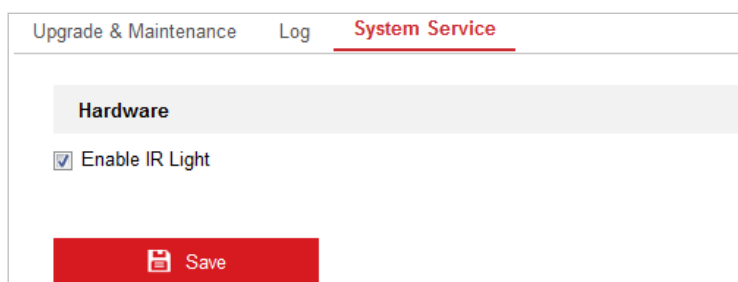 Upgrade & Maintenance Log System Service
Hardware
Enable IR Light
Save